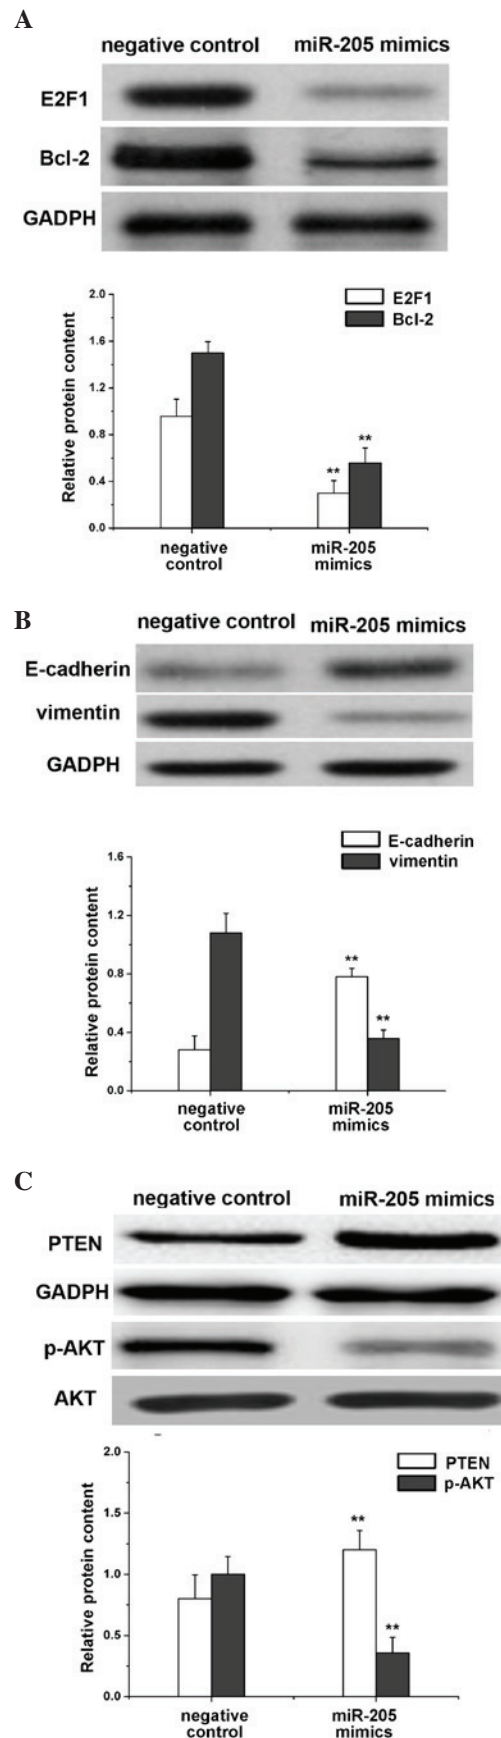 A
negative control miR-205 mimics
E2F1
Bcl-2
GADPH
E2F1
Bcl-2
Relative protein content
2.0
1.6
1.2
0.8
0.4
0.0
**
**
negative control
miR-205 mimics
B
negative control miR-205 mimics
E-cadherin
vimentin
GADPH
E-cadherin
vimentin
Relative protein content
1.6
1.2
0.8
0.4
0.0
**
**
negative control
miR-205 mimics
C
negative control miR-205 mimics
PTEN
GADPH
p-AKT
AKT
PTEN
p-AKT
Relative protein content
2.0
1.5
1.0
0.5
0.0
**
**
negative control
miR-205 mimics